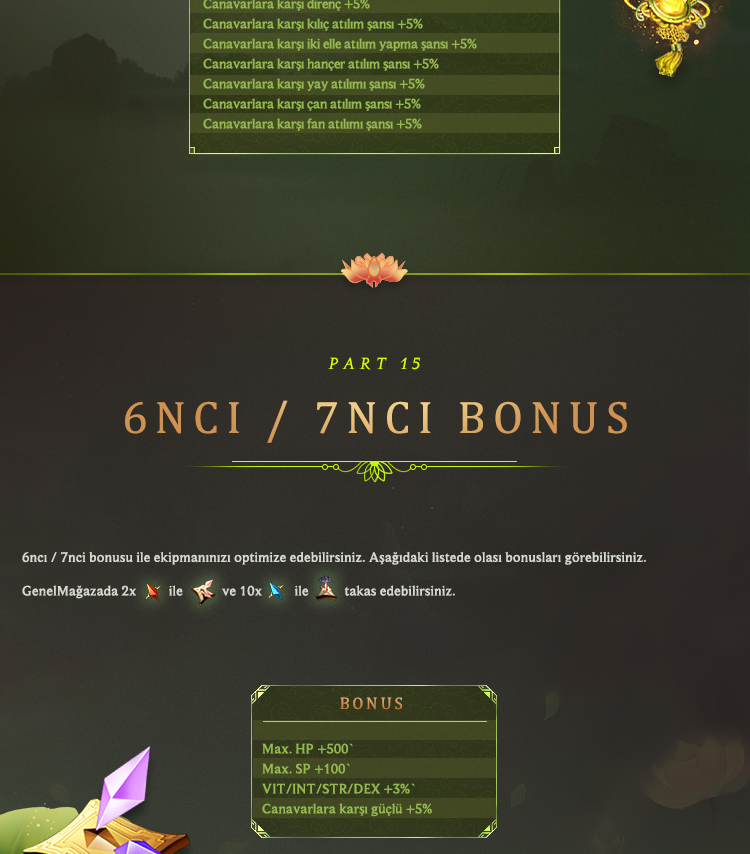 Canavarlara karşı direnç +5%
Canavarlara karşı kılıç atılım şansı +5%
Canavarlara karşı iki elle atılım yapma şansı +5%
Canavarlara karşı hançer atılım şansı +5%
Canavarlara karşı yay atılımı şansı +5%
Canavarlara karşı çan atılım şansı +5%
Canavarlara karşı fan atılımı şansı +5%
PART 15
6NCI / 7NCI BONUS
6ncı / 7nci bonusu ile ekipmanınızı optimize edebilirsiniz. Aşağıdaki listede olası bonusları görebilirsiniz.
GenelMağazada 2x ile ve 10x ile takas edebilirsiniz.
BONUS
Max. HP +500`
Max. SP +100`
VIT/INT/STR/DEX +3%`
Canavarlara karşı güçlü +5%